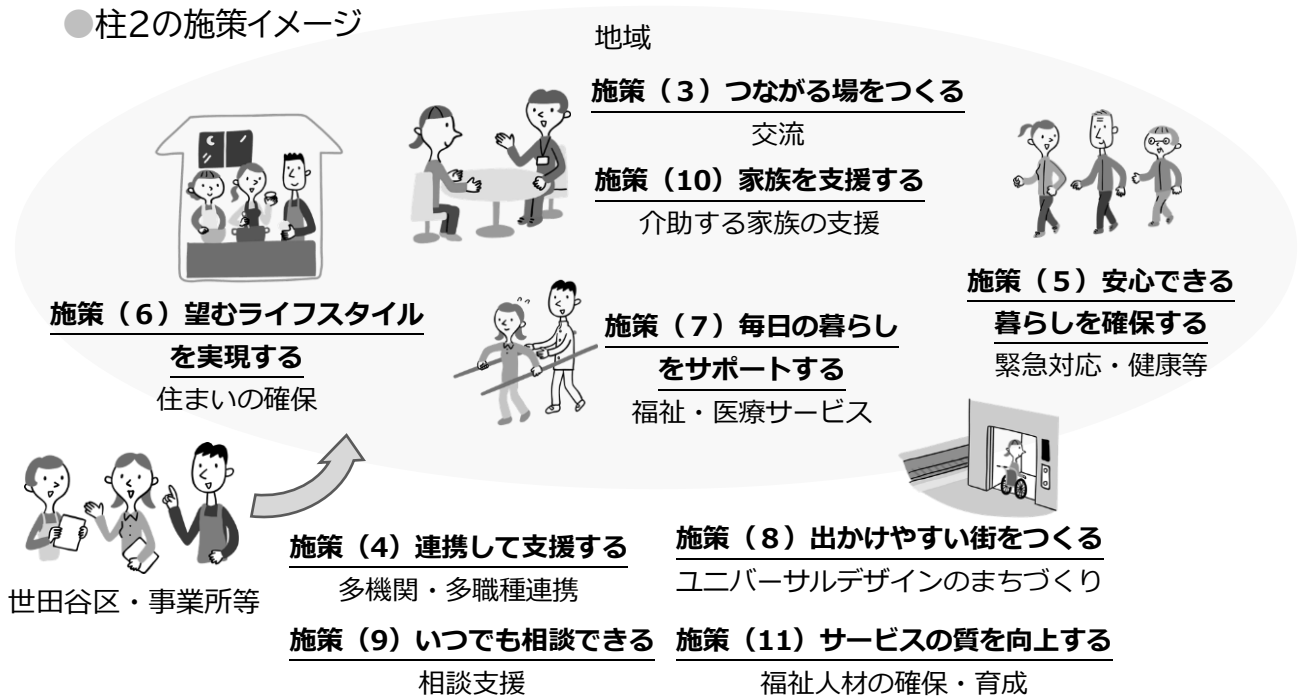 ●柱2の施策イメージ
地域
施策（3）つながる場をつくる
交流
施策（10）家族を支援する
介助する家族の支援
施策（6）望むライフスタイル
を実現する
住まいの確保
施策（7）毎日の暮らし
をサポートする
福祉・医療サービス
施策（5）安心できる
暮らしを確保する
緊急対応・健康等
世田谷区・事業所等
施策（4）連携して支援する
多機関・多職種連携
施策（8）出かけやすい街をつくる
ユニバーサルデザインのまちづくり
施策（9）いつでも相談できる
相談支援
施策（11）サービスの質を向上する
福祉人材の確保・育成